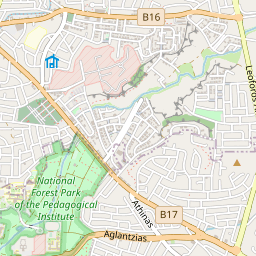 B16
Leoforos
Athinas
National
Forest Park
of the Pedagogical
Institute
B17
Aglantzias